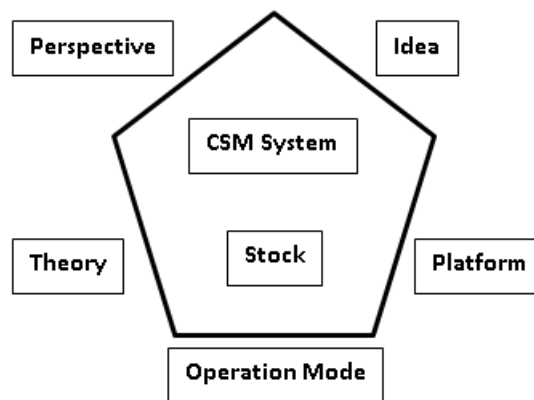 Perspective
Idea
CSM System
Theory
Stock
Platform
Operation Mode